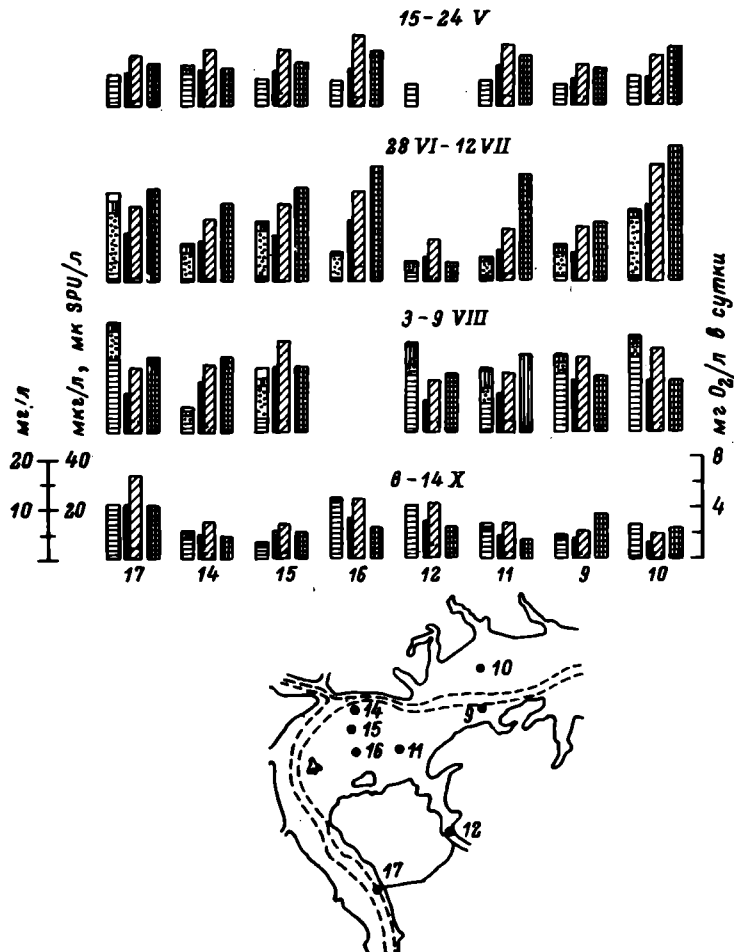 15-24 V
28 VI-12 VII
3-9 VIII
6-14 X
мг/л
мкг/л, мк SPU/л
мг O₂/л в сутки
20 40 8
10 20 4
17 14 15 16 12 11 9 10
10
14 9
15
16 11
12
17